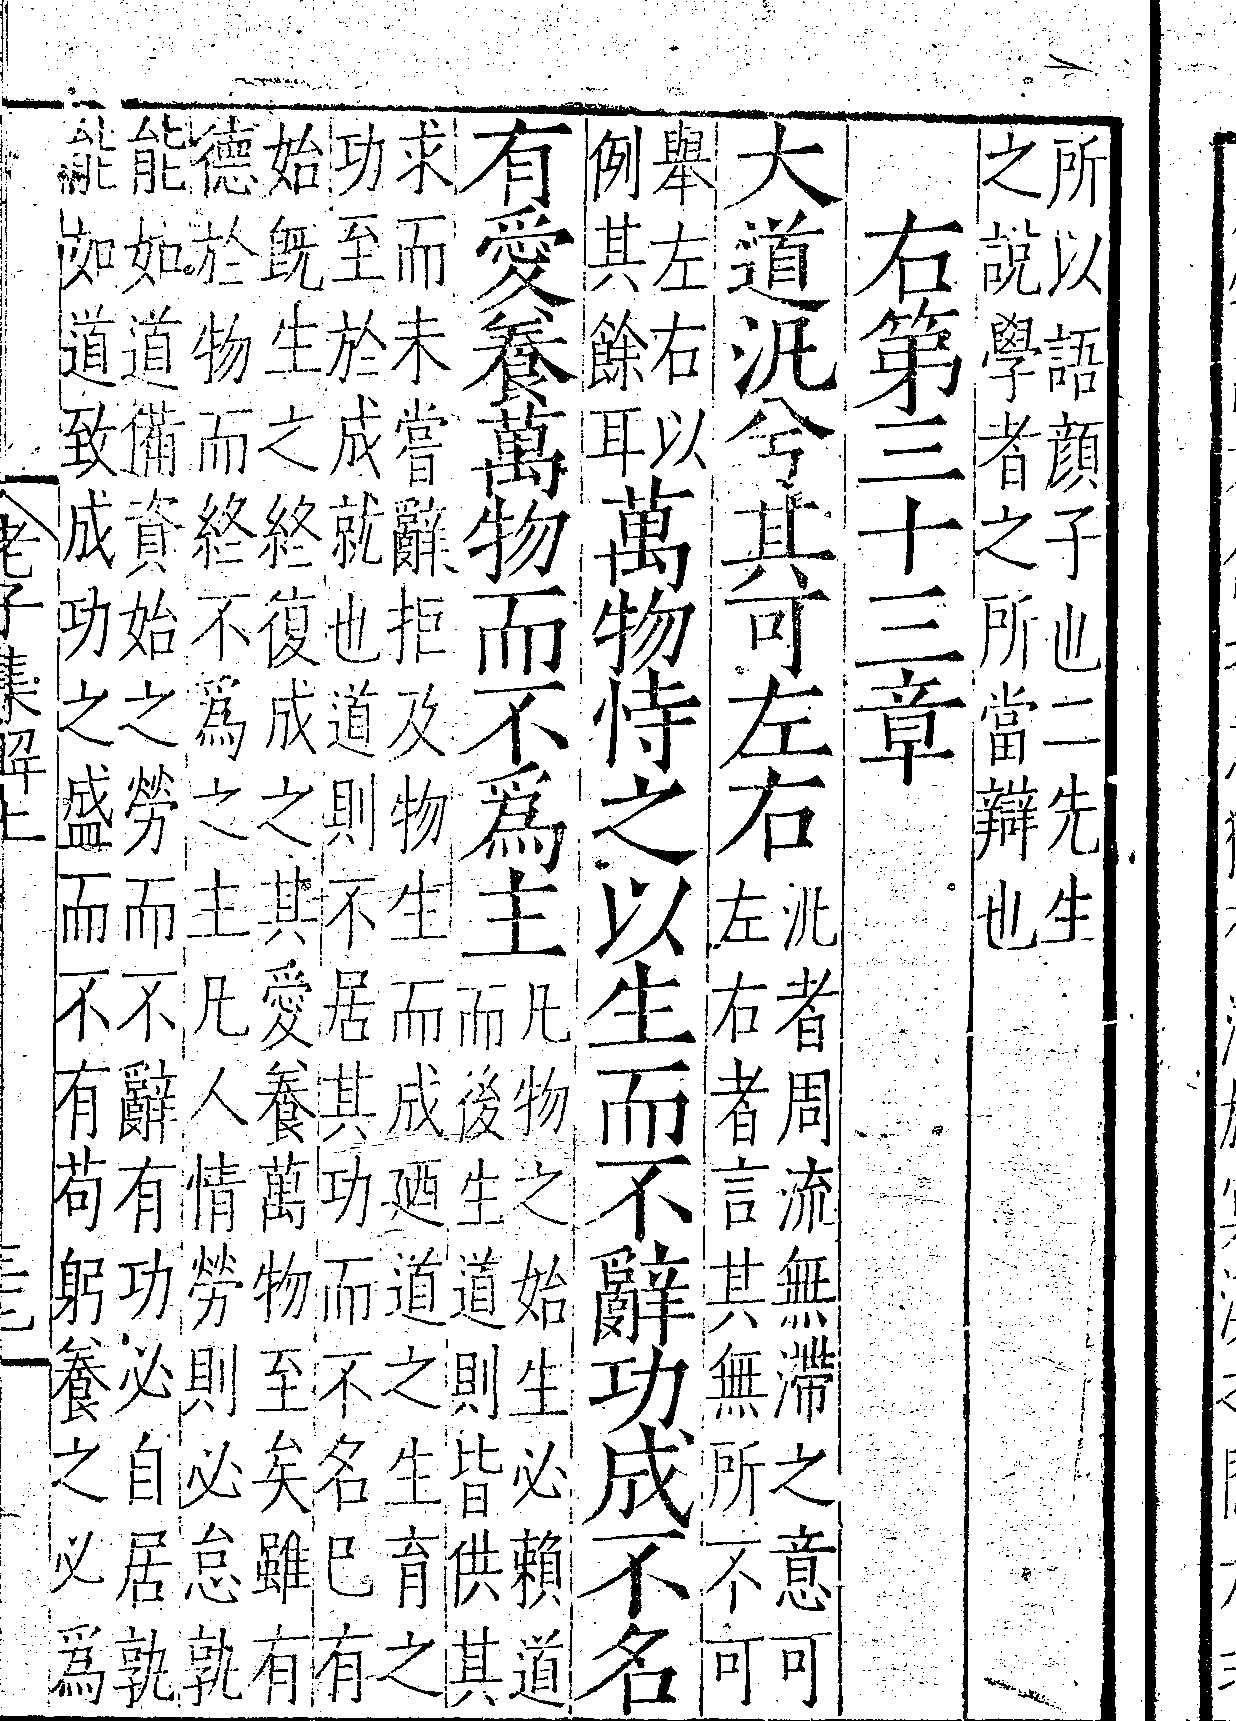 所以語顔子也二先生
之說學者之所當辯也
右第三十三章
大道汎兮其可左右汎者周流無滯之意可
左右者言其無所不可
舉左右以
例其餘耳萬物恃之以生而不辭功成不名
有愛養萬物而不爲主凡物之始生必賴道
而後生道則皆供其
求而未嘗辭拒及物生而成廼道之生育之
功至於成就也道則不居其功而不名已有
始旣生之終復成之其愛養萬物至矣雖有
德於物而終不爲之主凡人情勞則必怠孰
能如道備資始之勞而不辭有功必自居孰
能如道致成功之盛而不有苟躬養之必爲
老子集解上
三七